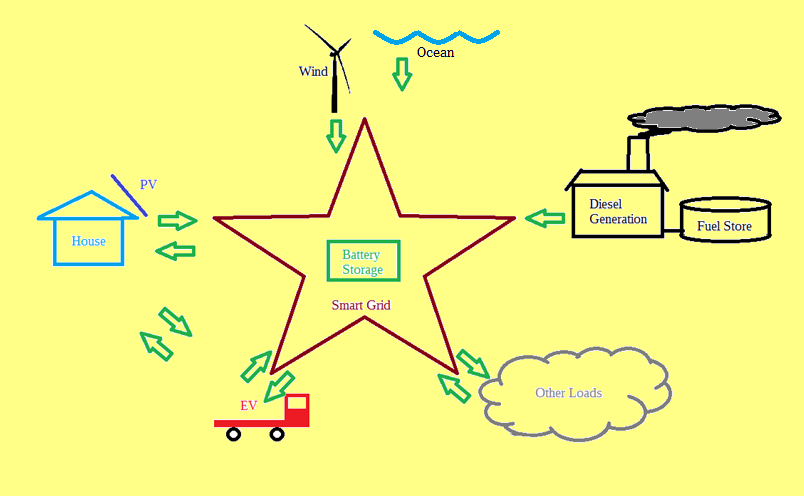 Ocean
Wind
PV
House
Diesel
Generation
Fuel Store
Battery
Storage
Smart Grid
EV
Other Loads